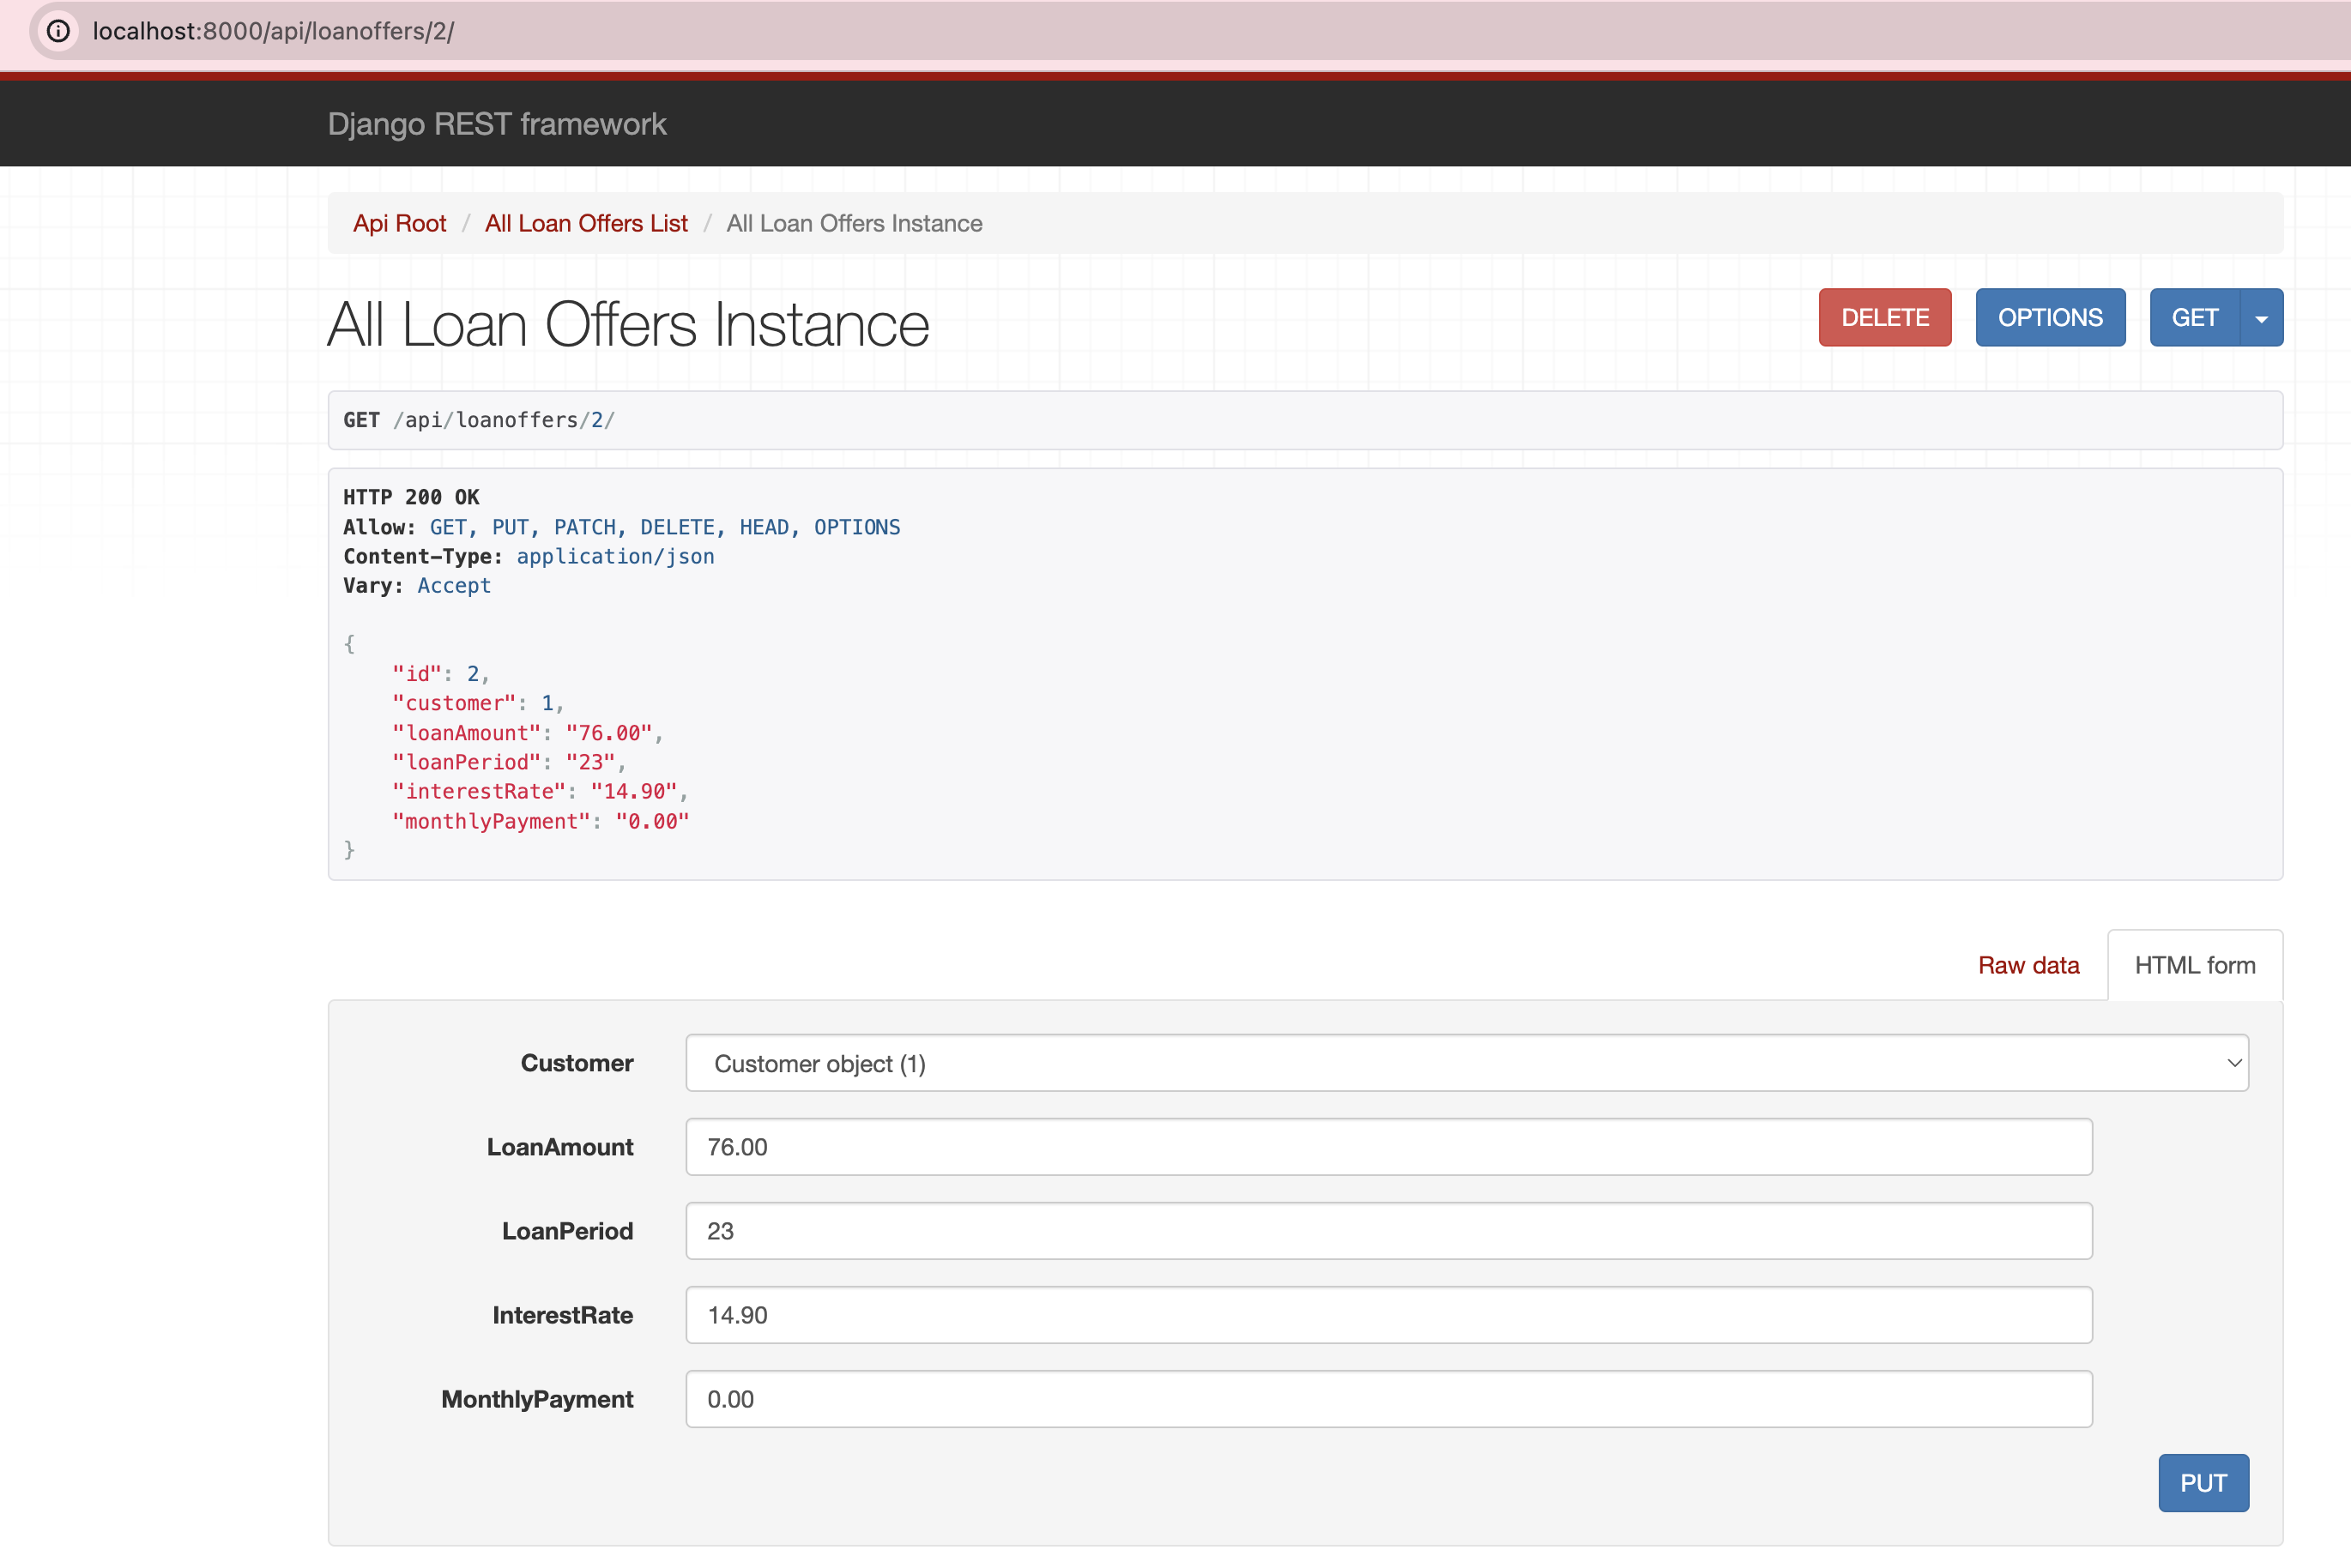 localhost:8000/api/loanoffers/2/
Django REST framework
Api Root / All Loan Offers List / All Loan Offers Instance
All Loan Offers Instance
DELETE
OPTIONS
GET
GET /api/loanoffers/2/
HTTP 200 OK
Allow: GET, PUT, PATCH, DELETE, HEAD, OPTIONS
Content-Type: application/json
Vary: Accept
{
"id": 2,
"customer": 1,
"loanAmount": "76.00",
"loanPeriod": "23",
"interestRate": "14.90",
"monthlyPayment": "0.00"
}
Raw data
HTML form
Customer
Customer object (1)
LoanAmount
76.00
LoanPeriod
23
InterestRate
14.90
MonthlyPayment
0.00
PUT